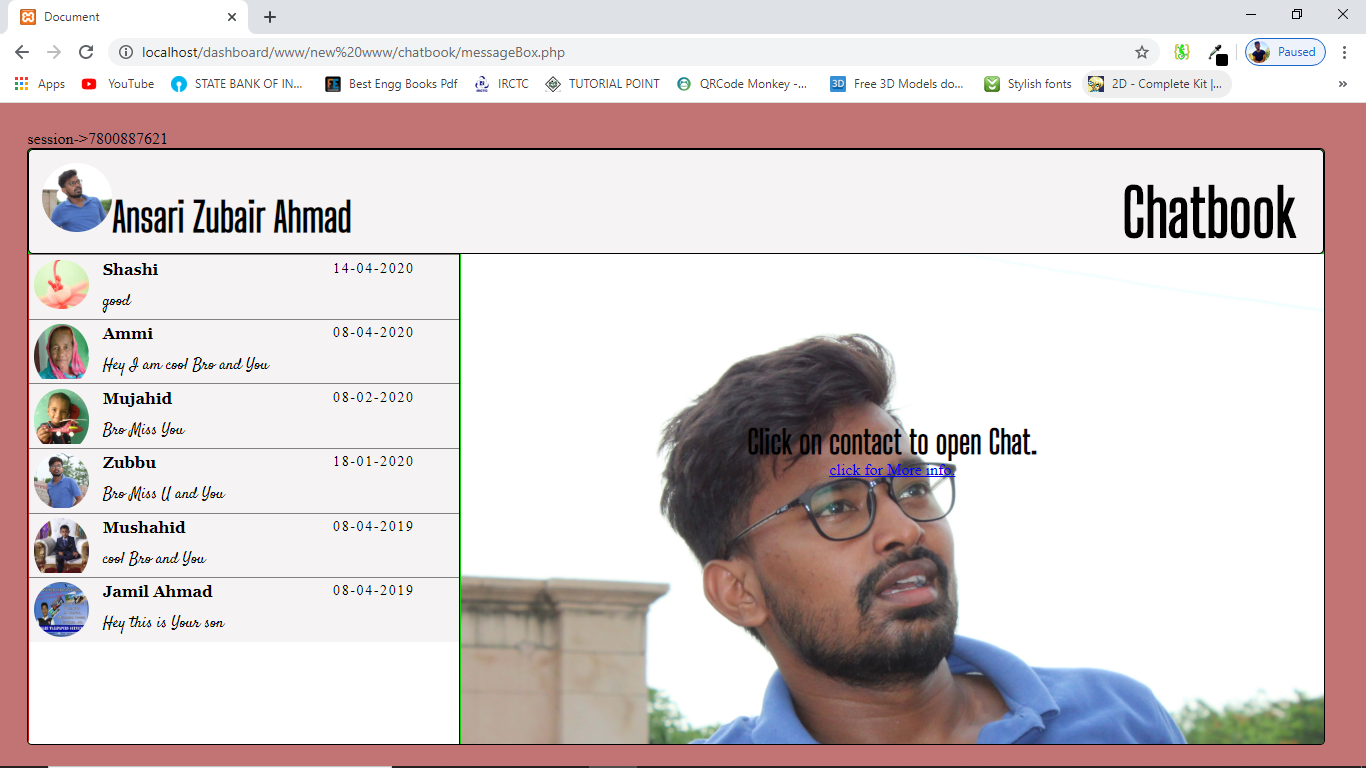 Document
localhost/dashboard/www/new%20www/chatbook/messageBox.php
Paused
Apps
YouTube
STATE BANK OF IN...
Best Engg Books Pdf
IRCTC
TUTORIAL POINT
QRCode Monkey -...
Free 3D Models do...
Stylish fonts
2D - Complete Kit |...
»
session->7800887621
Ansari Zubair Ahmad
Chatbook
Shashi 14-04-2020
good
Ammi 08-04-2020
Hey I am cool Bro and You
Mujahid 08-02-2020
Bro Miss You
Zubbu 18-01-2020
Bro Miss U and You
Mushahid 08-04-2019
cool Bro and You
Jamil Ahmad 08-04-2019
Hey this is Your son
Click on contact to open Chat.
click for More info.